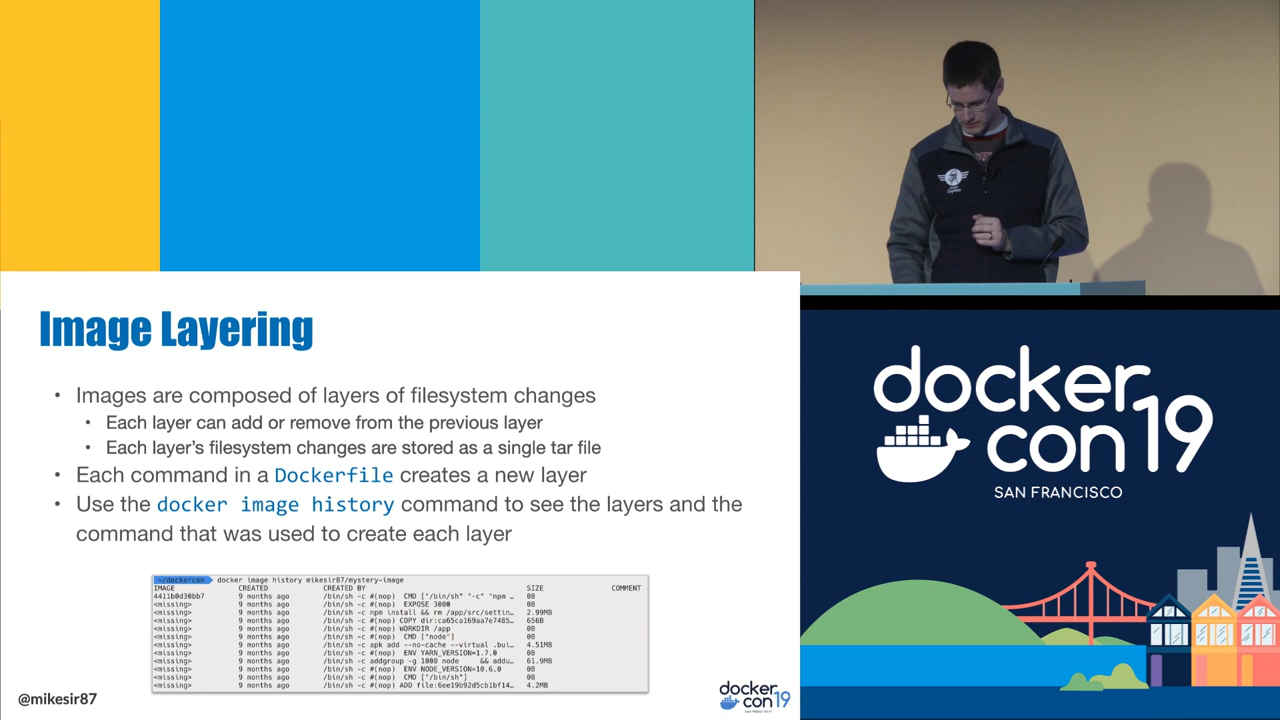 Image Layering
• Images are composed of layers of filesystem changes
• Each layer can add or remove from the previous layer
• Each layer's filesystem changes are stored as a single tar file
• Each command in a Dockerfile creates a new layer
• Use the docker image history command to see the layers and the
command that was used to create each layer
~/dockercon docker image history mikesir87/mystery-image
IMAGE CREATED CREATED BY SIZE COMMENT
4411b0d30bb7 9 months ago /bin/sh -c #(nop) CMD ["/bin/sh" "-c" "npm … 0B
<missing> 9 months ago /bin/sh -c #(nop) EXPOSE 3000 0B
<missing> 9 months ago /bin/sh -c npm install && rm /app/src/settin… 2.99MB
<missing> 9 months ago /bin/sh -c #(nop) COPY dir:ca65ca169aa7e7485… 656B
<missing> 9 months ago /bin/sh -c #(nop) WORKDIR /app 0B
<missing> 9 months ago /bin/sh -c #(nop) CMD ["node"] 0B
<missing> 9 months ago /bin/sh -c apk add --no-cache --virtual .bui… 4.51MB
<missing> 9 months ago /bin/sh -c #(nop) ENV YARN_VERSION=1.7.0 0B
<missing> 9 months ago /bin/sh -c addgroup -g 1000 node && addu… 61.9MB
<missing> 9 months ago /bin/sh -c #(nop) ENV NODE_VERSION=10.6.0 0B
<missing> 9 months ago /bin/sh -c #(nop) CMD ["/bin/sh"] 0B
<missing> 9 months ago /bin/sh -c #(nop) ADD file:6ee19b92d5cb1bf14… 4.2MB
@mikesir87
docker
con 19
SAN FRANCISCO
docker
con 19
SAN FRANCISCO